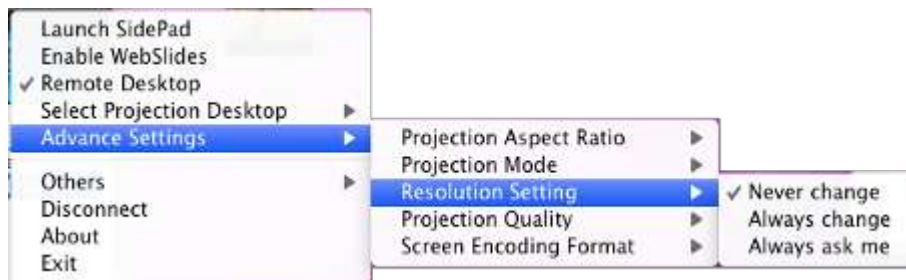 Launch SidePad
Enable WebSlides
✓ Remote Desktop
Select Projection Desktop
Advance Settings
Others
Disconnect
About
Exit
Projection Aspect Ratio
Projection Mode
Resolution Setting
Projection Quality
Screen Encoding Format
✓ Never change
Always change
Always ask me